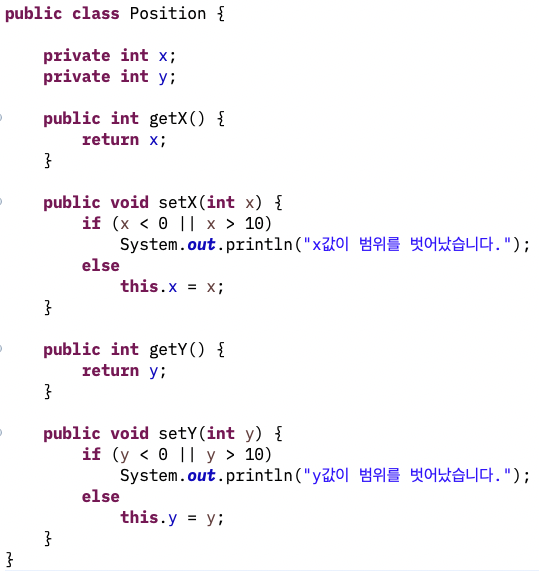 public class Position {
private int x;
private int y;
public int getX() {
return x;
}
public void setX(int x) {
if (x < 0 || x > 10)
System.out.println("x값이 범위를 벗어났습니다.");
else
this.x = x;
}
public int getY() {
return y;
}
public void setY(int y) {
if (y < 0 || y > 10)
System.out.println("y값이 범위를 벗어났습니다.");
else
this.y = y;
}
}